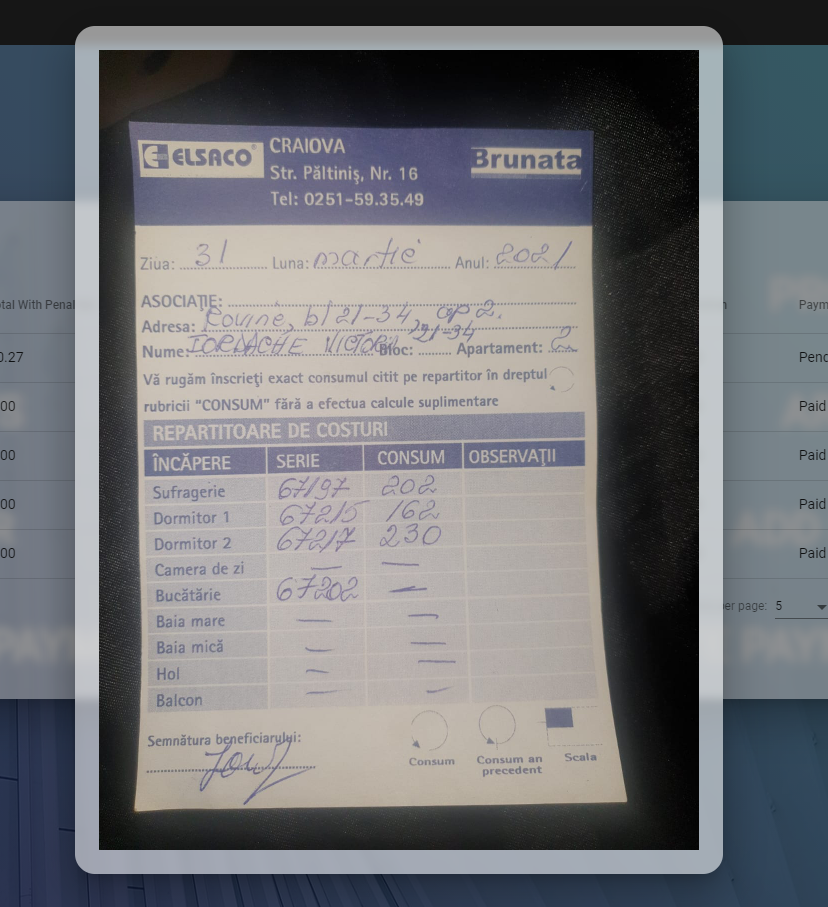 ELSACO
CRAIOVA
Str. Păltiniş, Nr. 16
Tel: 0251-59.35.49
Brunata
Ziua: 31 Luna: martie Anul: 2021
ASOCIAŢIE:
Adresa: Rovine, bl 21-34, ap 2.
Nume: IORDACHE VICTORIA Bloc: 21-34 Apartament: 2
Vă rugăm înscrieţi exact consumul citit pe repartitor în dreptul
rubricii "CONSUM" fără a efectua calcule suplimentare
REPARTITOARE DE COSTURI
ÎNCĂPERE SERIE CONSUM OBSERVAŢII
Sufragerie 67197 202
Dormitor 1 67215 162
Dormitor 2 67217 230
Camera de zi — —
Bucătărie 67202 —
Baia mare — —
Baia mică — —
Hol — —
Balcon — —
Semnătura beneficiarului:
Consum
Consum an
precedent
Scala
otal With Penal
0.27
00
00
00
00
Paym
Pend
Paid
Paid
Paid
Paid
er page: 5